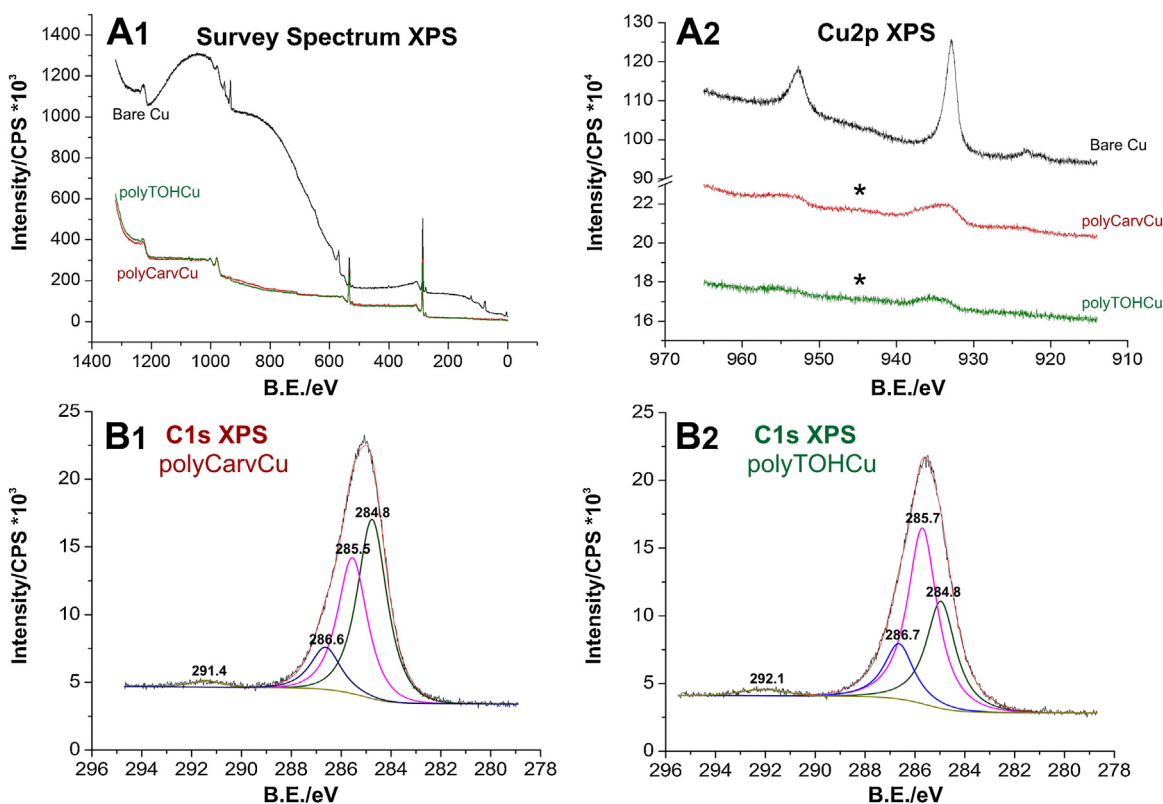 A1
Survey Spectrum XPS
Intensity/CPS *10³
1400
1200
1000
800
600
400
200
0
Bare Cu
polyTOHCu
polyCarvCu
1400 1200 1000 800 600 400 200 0
B.E./eV
A2
Cu2p XPS
Intensity/CPS *10⁴
130
120
110
100
90
22
20
18
16
Bare Cu
*
polyCarvCu
*
polyTOHCu
970 960 950 940 930 920 910
B.E./eV
B1
C1s XPS
polyCarvCu
Intensity/CPS *10³
25
20
15
10
5
0
284.8
285.5
286.6
291.4
296 294 292 290 288 286 284 282 280 278
B.E./eV
B2
C1s XPS
polyTOHCu
Intensity/CPS *10³
25
20
15
10
5
0
285.7
284.8
286.7
292.1
296 294 292 290 288 286 284 282 280 278
B.E./eV